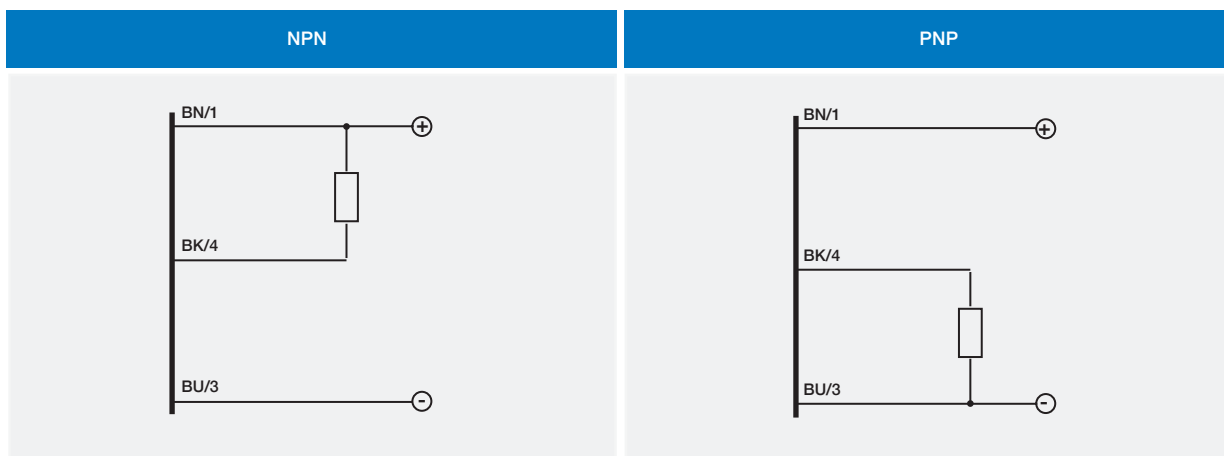 NPN
BN/1
+
BK/4
BU/3
-
PNP
BN/1
+
BK/4
BU/3
-